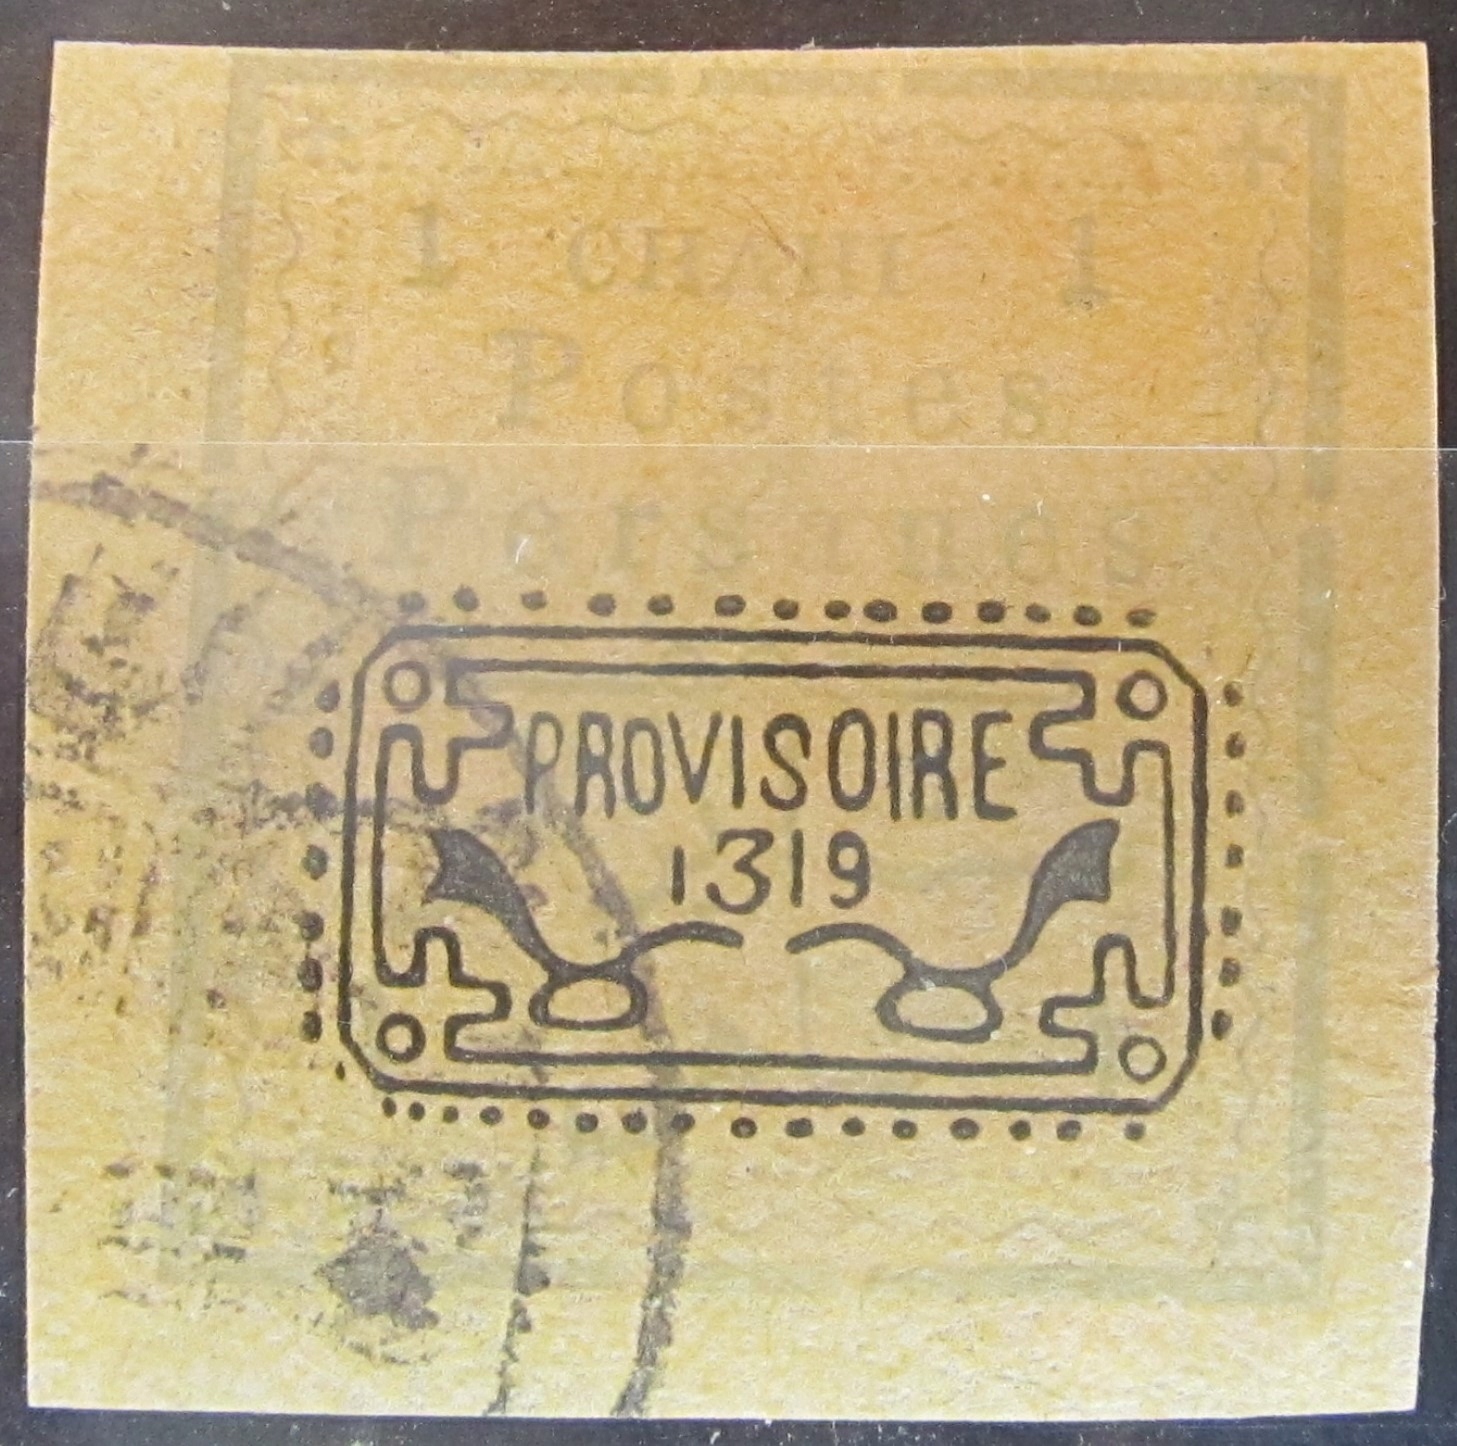 1 CHAHI 1
Postes
Persanes
PROVISOIRE
1319